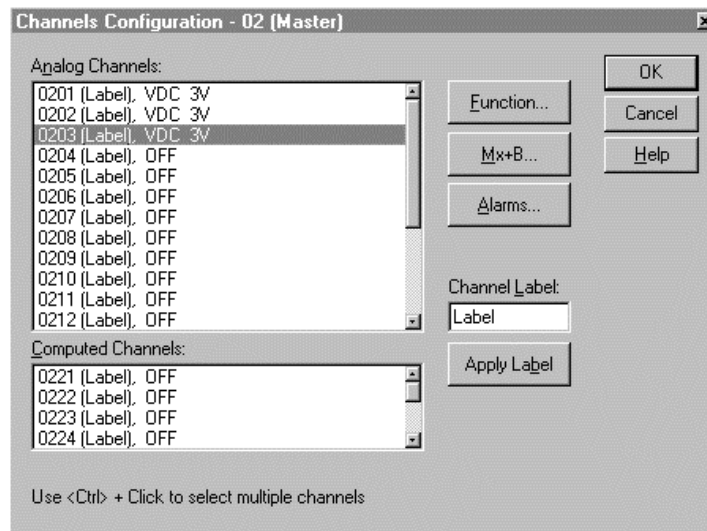 Channels Configuration - 02 (Master)
Analog Channels:
0201 (Label), VDC 3V
0202 (Label), VDC 3V
0203 (Label), VDC 3V
0204 (Label), OFF
0205 (Label), OFF
0206 (Label), OFF
0207 (Label), OFF
0208 (Label), OFF
0209 (Label), OFF
0210 (Label), OFF
0211 (Label), OFF
0212 (Label), OFF
Computed Channels:
0221 (Label), OFF
0222 (Label), OFF
0223 (Label), OFF
0224 (Label), OFF
Use <Ctrl> + Click to select multiple channels
Function...
Mx+B...
Alarms...
Channel Label:
Label
Apply Label
OK
Cancel
Help